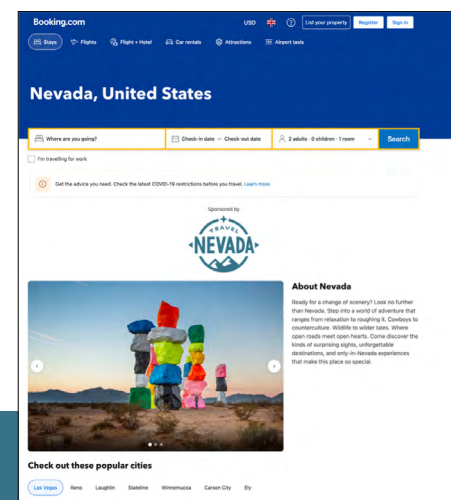 Booking.com
USD
List your property
Register
Sign in
Stays
Flights
Flight + Hotel
Car rentals
Attractions
Airport taxis
Nevada, United States
Where are you going?
Check-in date — Check-out date
2 adults · 0 children · 1 room
Search
I'm travelling for work
Get the advice you need. Check the latest COVID-19 restrictions before you travel. Learn more
Sponsored by
TRAVEL
NEVADA
About Nevada
Ready for a change of scenery? Look no further
than Nevada. Step into a world of adventure that
ranges from relaxation to roughing it. Cowboys to
counterculture. Wildlife to wilder tales. Where
open roads meet open hearts. Come discover the
kinds of surprising sights, unforgettable
destinations, and only-in-Nevada experiences
that make this place so special.
Check out these popular cities
Las Vegas
Reno
Laughlin
Stateline
Winnemucca
Carson City
Ely